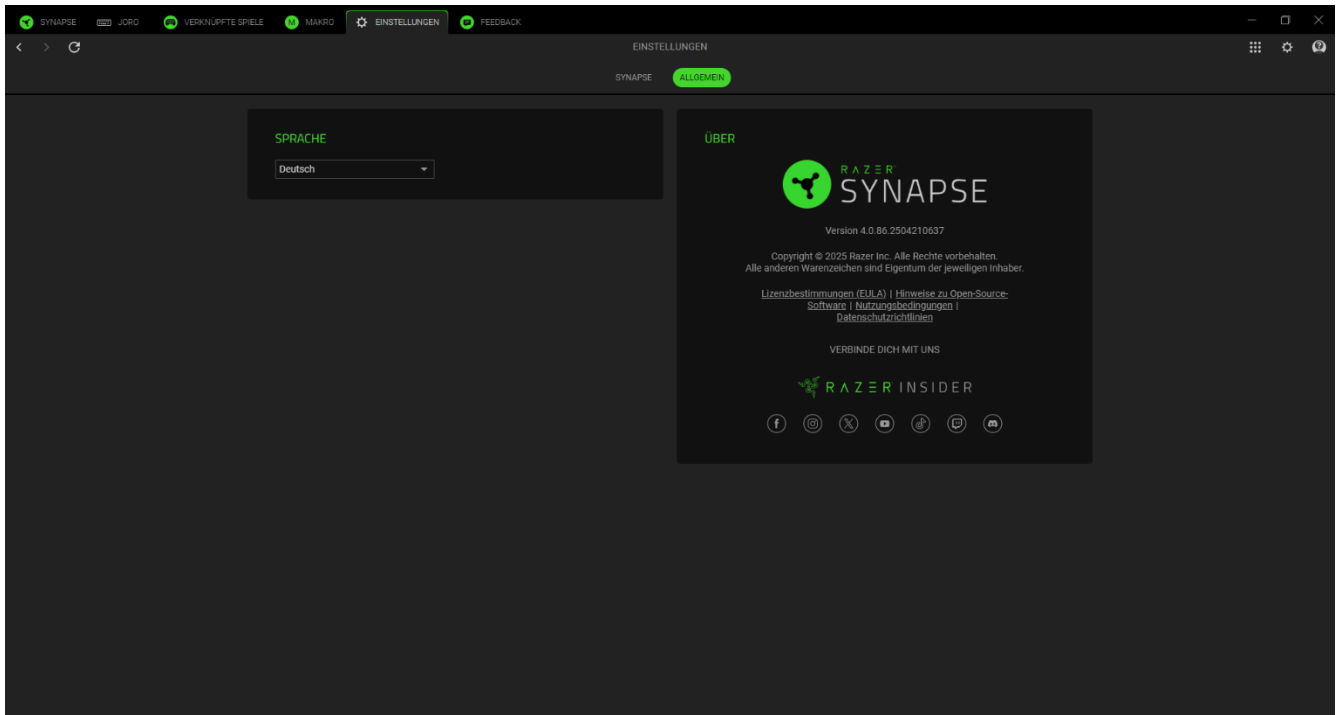 SYNAPSE JORO VERKNÜPFTE SPIELE M MAKRO EINSTELLUNGEN FEEDBACK
EINSTELLUNGEN
SYNAPSE ALLGEMEIN
SPRACHE
Deutsch
ÜBER
RAZER
SYNAPSE
Version 4.0.86.2504210637
Copyright © 2025 Razer Inc. Alle Rechte vorbehalten.
Alle anderen Warenzeichen sind Eigentum der jeweiligen Inhaber.
Lizenzbestimmungen (EULA) | Hinweise zu Open-Source-
Software | Nutzungsbedingungen |
Datenschutzrichtlinien
VERBINDE DICH MIT UNS
RAZER INSIDER